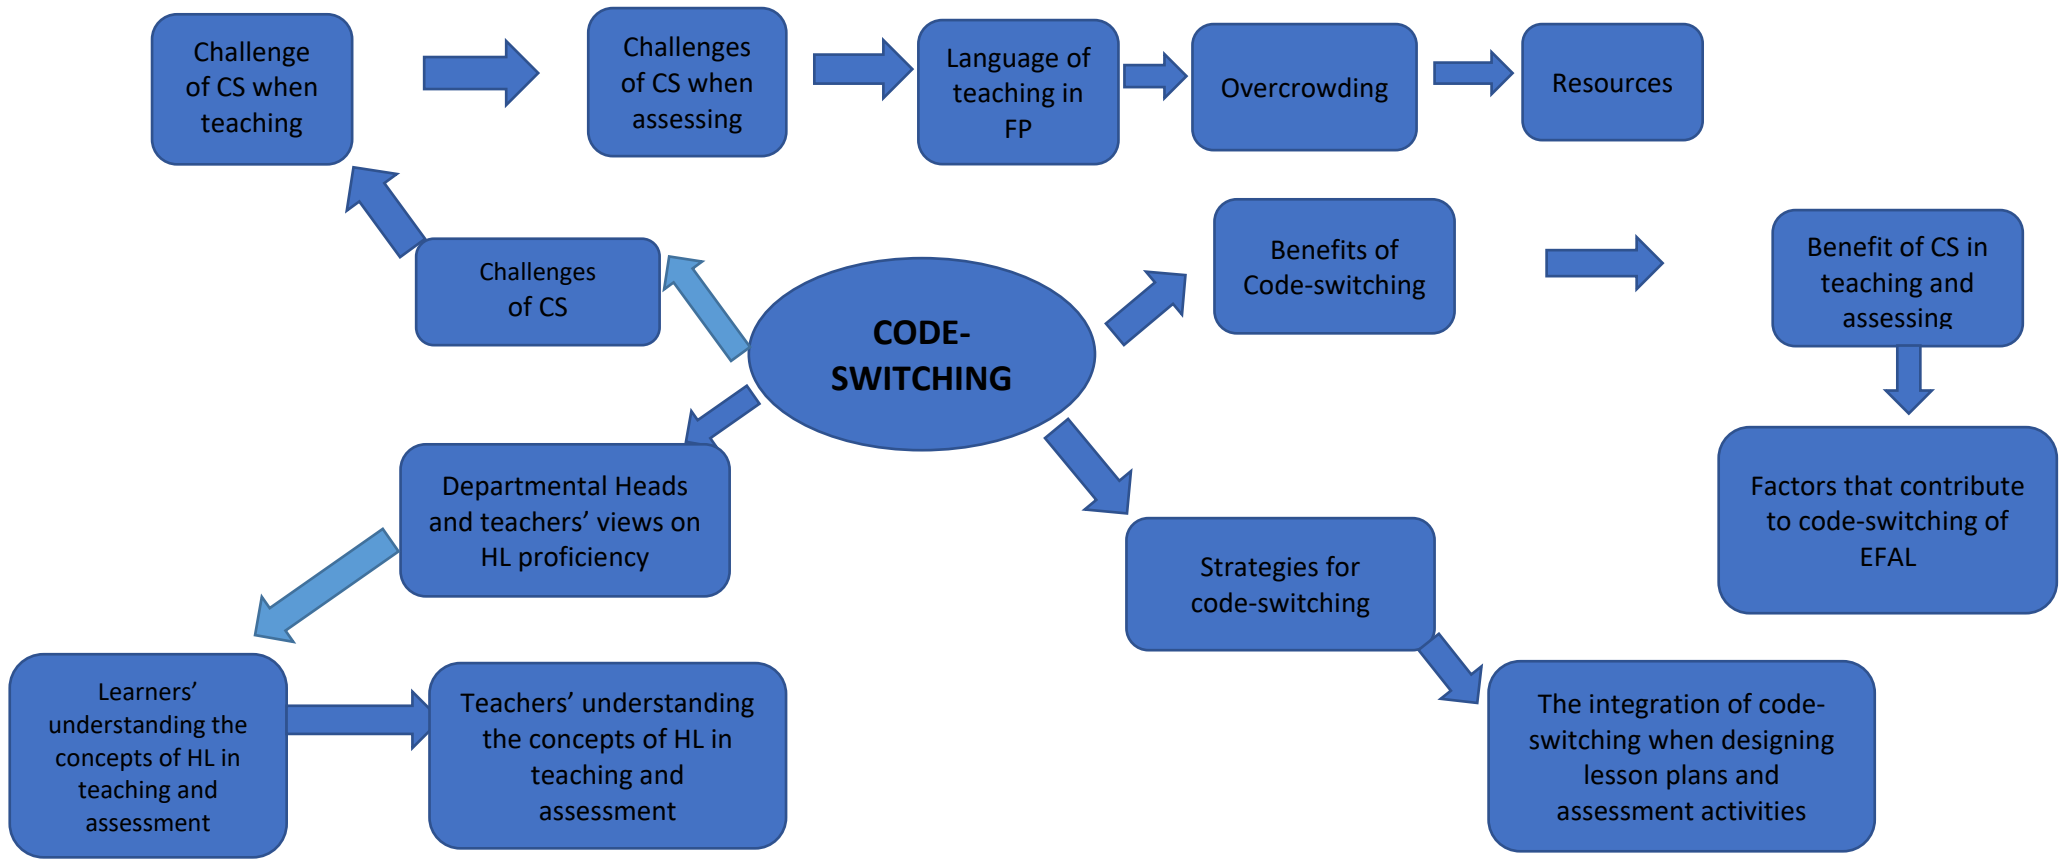 Challenge
of CS when
teaching
Challenges
of CS when
assessing
Language of
teaching in
FP
Overcrowding
Resources
Challenges
of CS
CODE-
SWITCHING
Benefits of
Code-switching
Benefit of CS in
teaching and
assessing
Factors that contribute
to code-switching of
EFAL
Departmental Heads
and teachers’ views on
HL proficiency
Strategies for
code-switching
Learners’
understanding the
concepts of HL in
teaching and
assessment
Teachers’ understanding
the concepts of HL in
teaching and
assessment
The integration of code-
switching when designing
lesson plans and
assessment activities